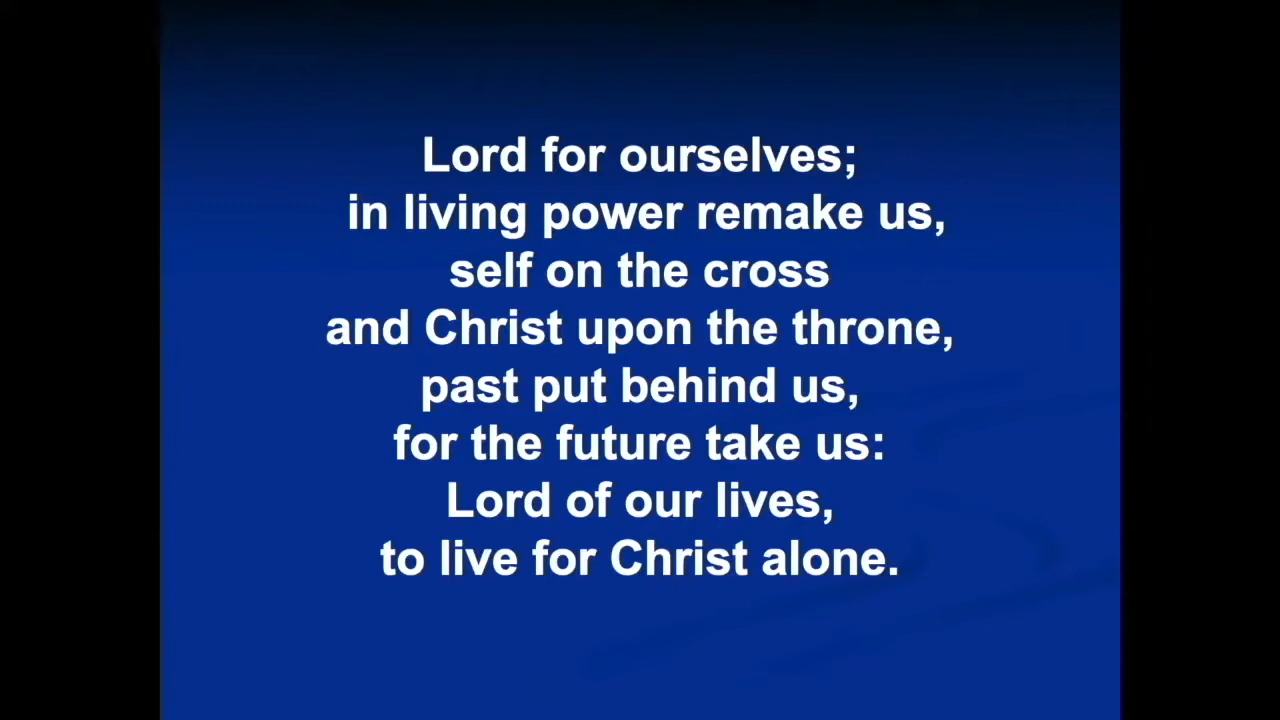 Lord for ourselves;
in living power remake us,
self on the cross
and Christ upon the throne,
past put behind us,
for the future take us:
Lord of our lives,
to live for Christ alone.